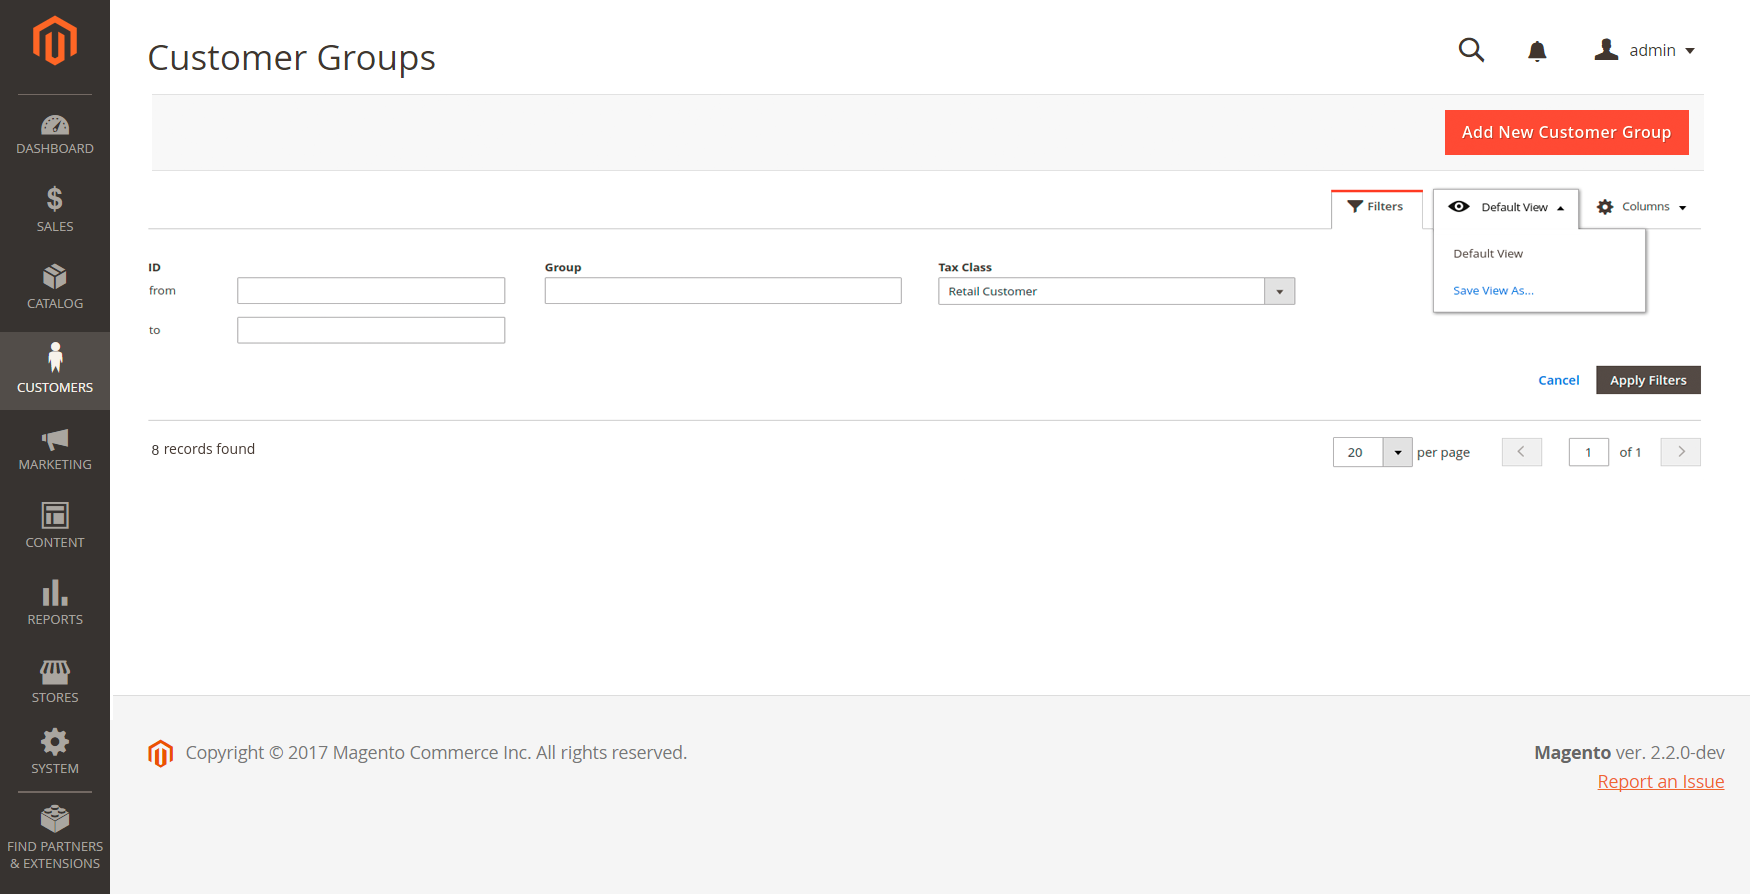 Customer Groups
admin
Add New Customer Group
Filters
Default View
Columns
Default View
Save View As...
ID
from
to
Group
Tax Class
Retail Customer
Cancel
Apply Filters
8 records found
20
per page
1
of 1
DASHBOARD
$
SALES
CATALOG
CUSTOMERS
MARKETING
CONTENT
REPORTS
STORES
SYSTEM
FIND PARTNERS
& EXTENSIONS
Copyright © 2017 Magento Commerce Inc. All rights reserved.
Magento ver. 2.2.0-dev
Report an Issue